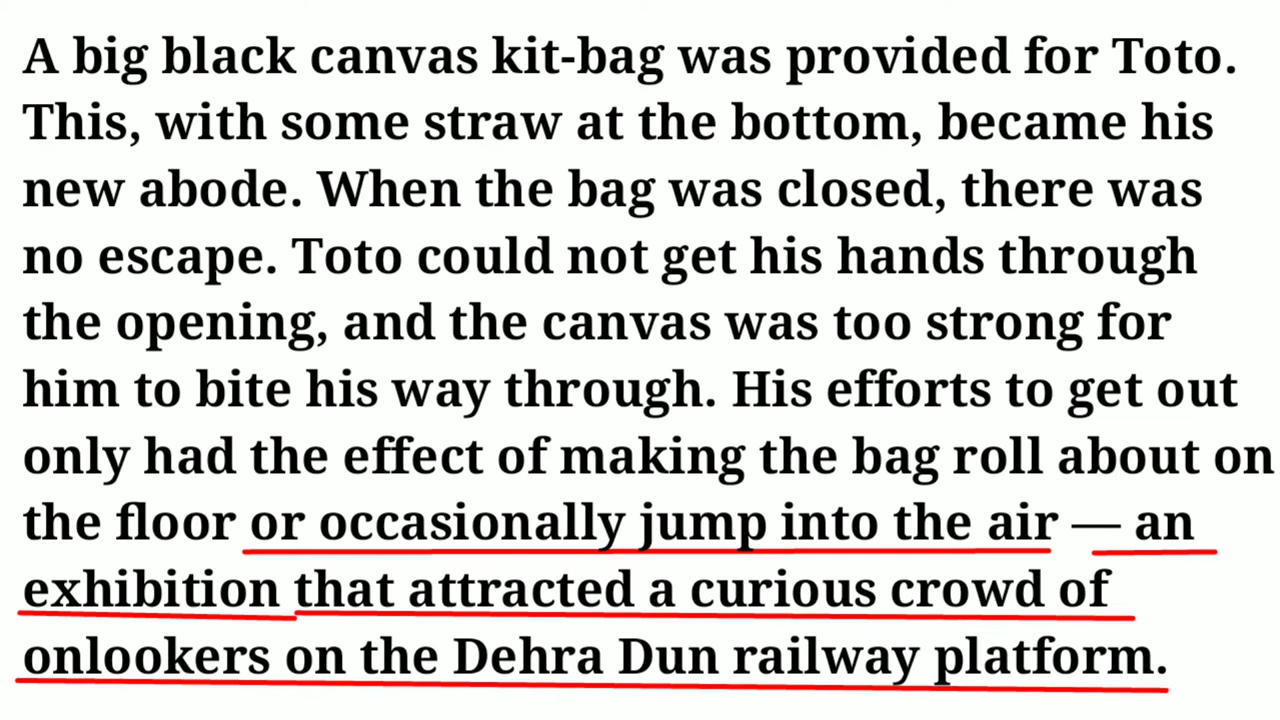 A big black canvas kit-bag was provided for Toto.
This, with some straw at the bottom, became his
new abode. When the bag was closed, there was
no escape. Toto could not get his hands through
the opening, and the canvas was too strong for
him to bite his way through. His efforts to get out
only had the effect of making the bag roll about on
the floor or occasionally jump into the air — an
exhibition that attracted a curious crowd of
onlookers on the Dehra Dun railway platform.